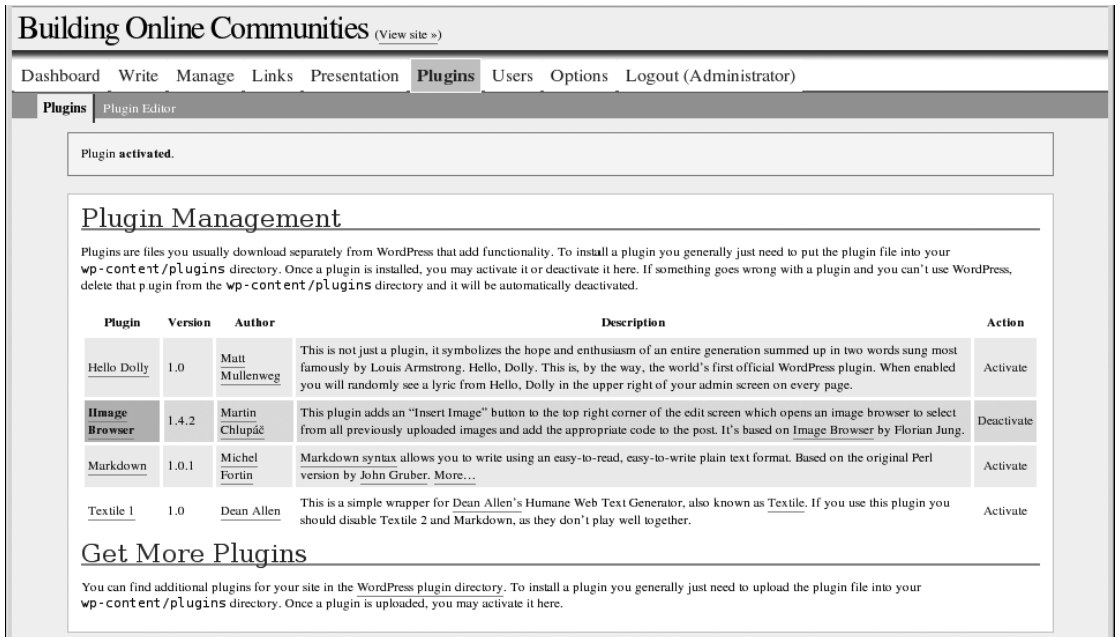 Building Online Communities (View site »)
Dashboard Write Manage Links Presentation Plugins Users Options Logout (Administrator)
Plugins Plugin Editor
Plugin activated.
Plugin Management
Plugins are files you usually download separately from WordPress that add functionality. To install a plugin you generally just need to put the plugin file into your
wp-content/plugins directory. Once a plugin is installed, you may activate it or deactivate it here. If something goes wrong with a plugin and you can't use WordPress,
delete that plugin from the wp-content/plugins directory and it will be automatically deactivated.
Plugin Version Author Description Action
Hello Dolly 1.0 Matt Mullenweg This is not just a plugin, it symbolizes the hope and enthusiasm of an entire generation summed up in two words sung most
famously by Louis Armstrong. Hello, Dolly. This is, by the way, the world's first official WordPress plugin. When enabled
you will randomly see a lyric from Hello, Dolly in the upper right of your admin screen on every page. Activate
IImage Browser 1.4.2 Martin Chlupáč This plugin adds an “Insert Image” button to the top right corner of the edit screen which opens an image browser to select
from all previously uploaded images and add the appropriate code to the post. It's based on Image Browser by Florian Jung. Deactivate
Markdown 1.0.1 Michel Fortin Markdown syntax allows you to write using an easy-to-read, easy-to-write plain text format. Based on the original Perl
version by John Gruber. More... Activate
Textile 1 1.0 Dean Allen This is a simple wrapper for Dean Allen's Humane Web Text Generator, also known as Textile. If you use this plugin you
should disable Textile 2 and Markdown, as they don't play well together. Activate
Get More Plugins
You can find additional plugins for your site in the WordPress plugin directory. To install a plugin you generally just need to upload the plugin file into your
wp-content/plugins directory. Once a plugin is uploaded, you may activate it here.